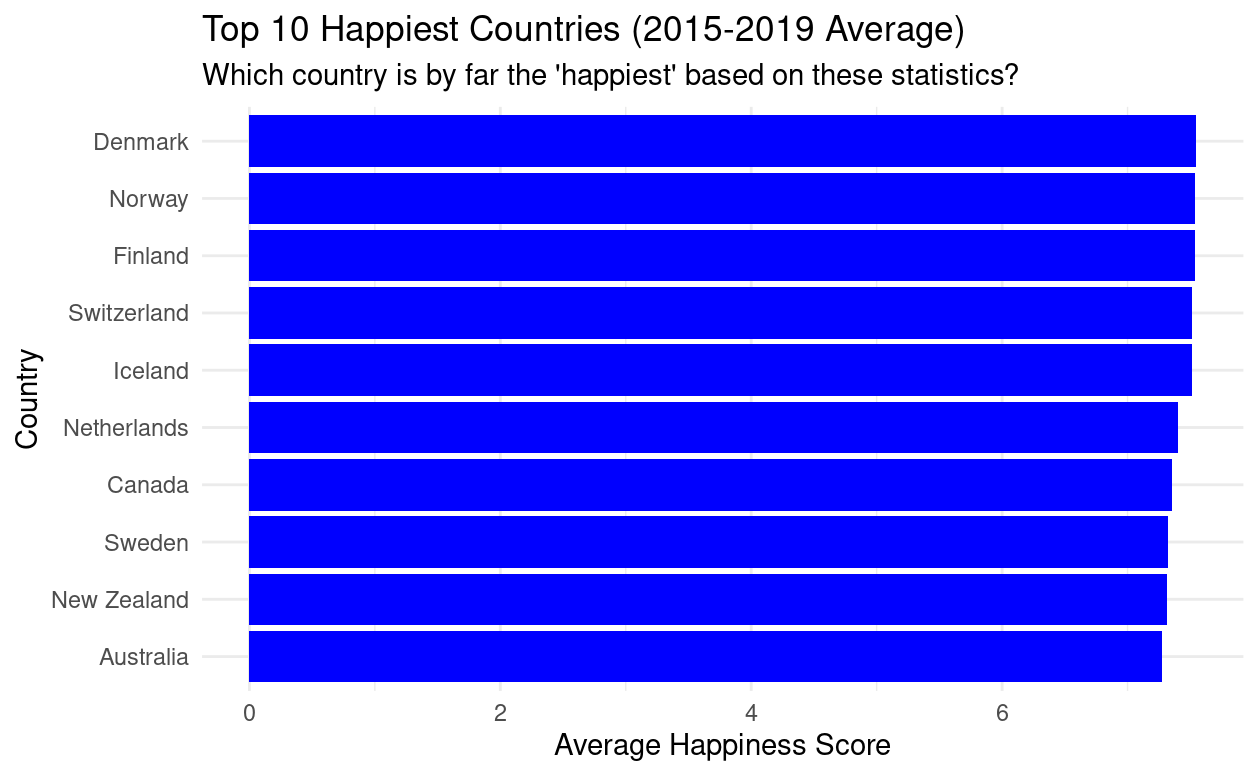 Top 10 Happiest Countries (2015-2019 Average)
Which country is by far the 'happiest' based on these statistics?
Country
Denmark
Norway
Finland
Switzerland
Iceland
Netherlands
Canada
Sweden
New Zealand
Australia
0 2 4 6
Average Happiness Score